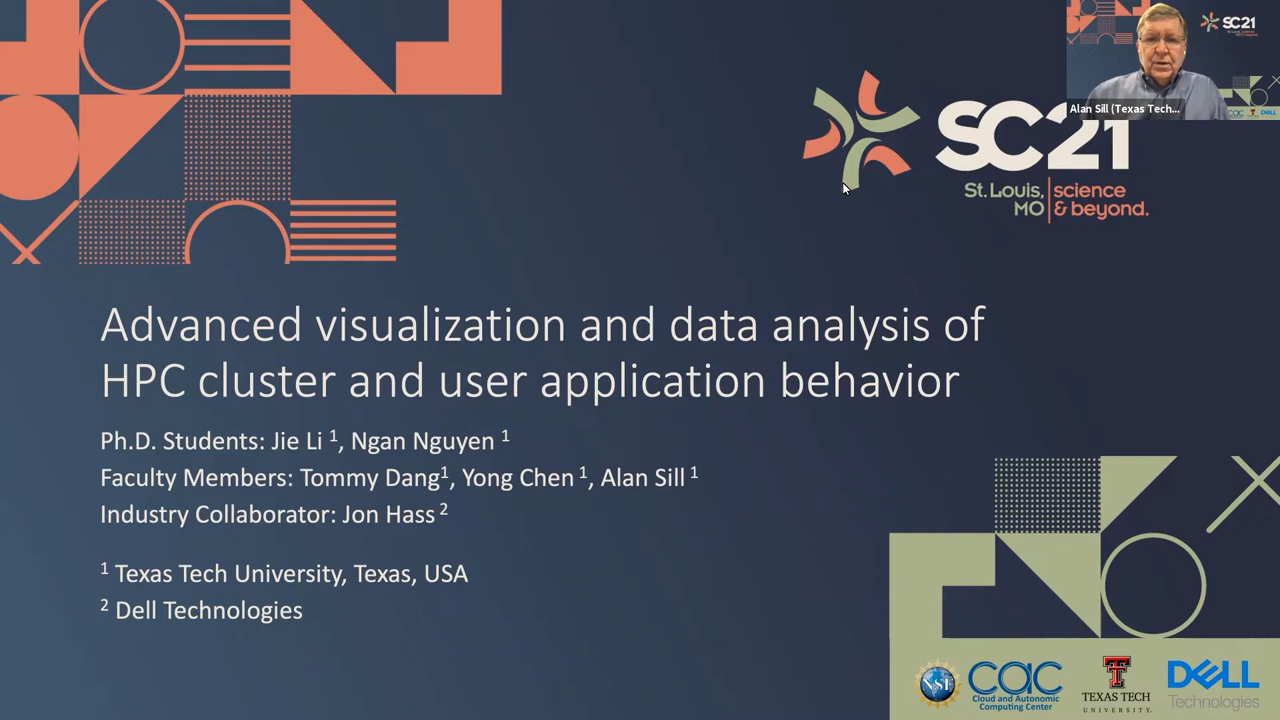 SC21
Alan Sill (Texas Tech...
SC21
St. Louis, MO
science & beyond.
Advanced visualization and data analysis of
HPC cluster and user application behavior
Ph.D. Students: Jie Li ¹, Ngan Nguyen ¹
Faculty Members: Tommy Dang¹, Yong Chen ¹, Alan Sill ¹
Industry Collaborator: Jon Hass ²
¹ Texas Tech University, Texas, USA
² Dell Technologies
NSF
cac
Cloud and Autonomic
Computing Center
TEXAS TECH
UNIVERSITY.
DELL
Technologies